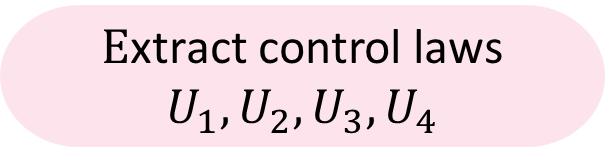 Extract control laws
U₁, U₂, U₃, U₄